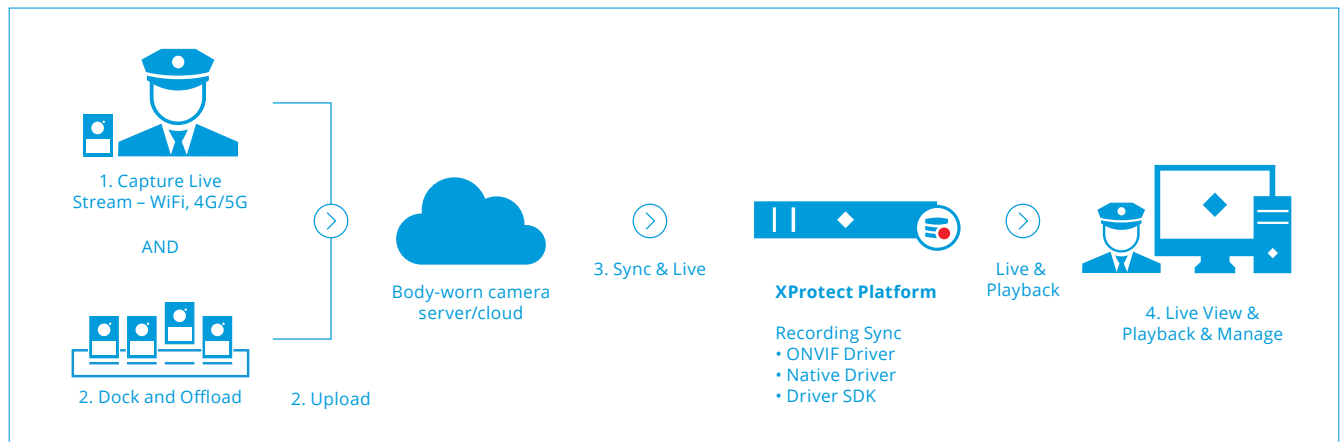 1. Capture Live
Stream – WiFi, 4G/5G
AND
2. Dock and Offload
2. Upload
Body-worn camera
server/cloud
3. Sync & Live
XProtect Platform
Recording Sync
• ONVIF Driver
• Native Driver
• Driver SDK
Live &
Playback
4. Live View &
Playback & Manage